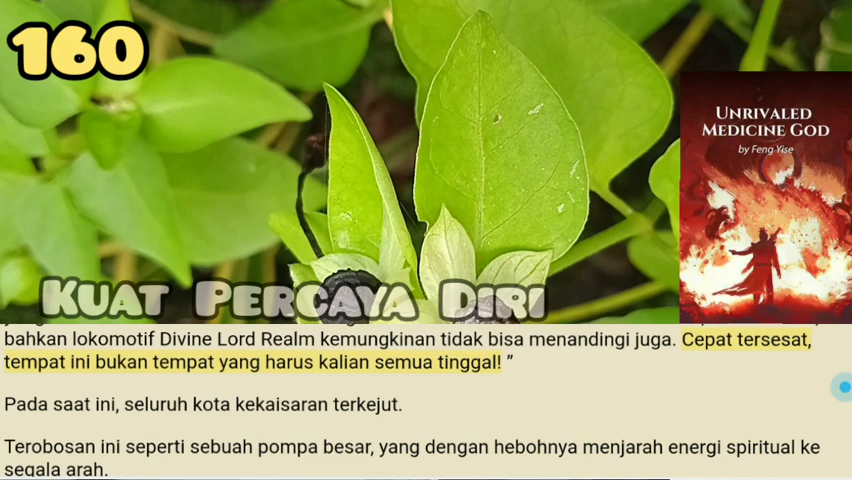 160
UNRIVALED
MEDICINE GOD
by Feng Yise
KUAT PERCAYA DIRI
bahkan lokomotif Divine Lord Realm kemungkinan tidak bisa menandingi juga. Cepat tersesat,
tempat ini bukan tempat yang harus kalian semua tinggal! ”
Pada saat ini, seluruh kota kekaisaran terkejut.
Terobosan ini seperti sebuah pompa besar, yang dengan hebohnya menjarah energi spiritual ke
segala arah.